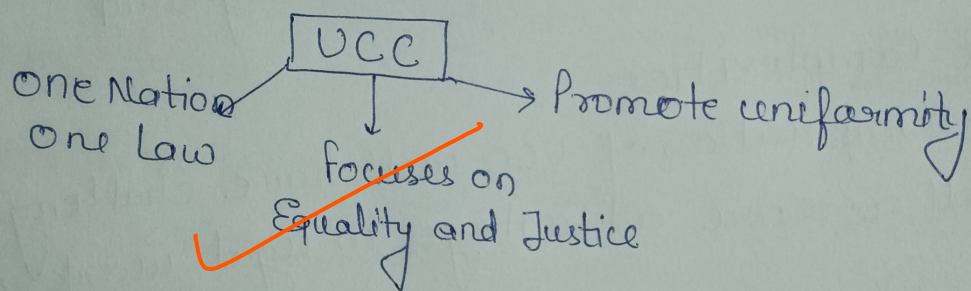 UCC
One Nation
One Law
Promote uniformity
focuses on
Equality and Justice